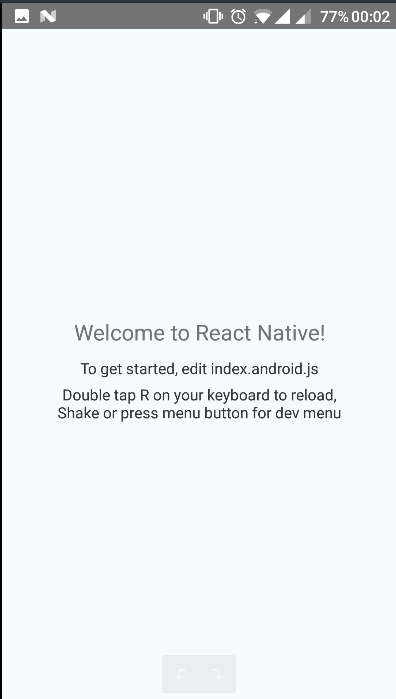 77% 00:02
Welcome to React Native!
To get started, edit index.android.js
Double tap R on your keyboard to reload,
Shake or press menu button for dev menu